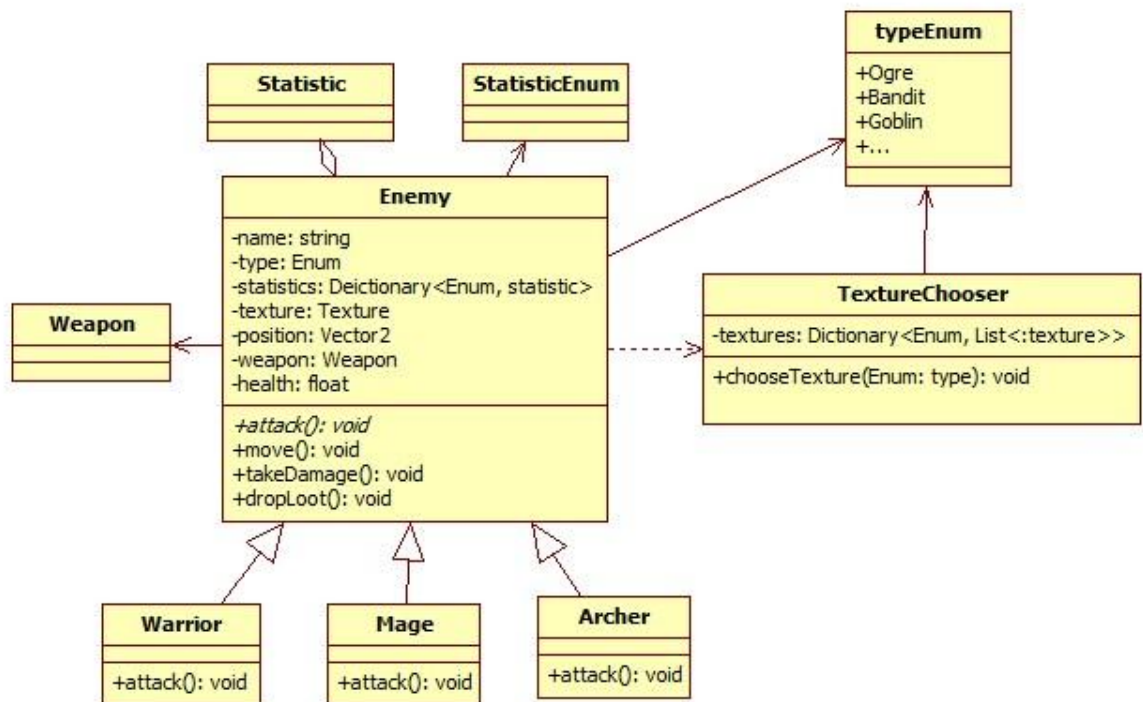 typeEnum
+Ogre
+Bandit
+Goblin
+...
Statistic
StatisticEnum
Enemy
-name: string
-type: Enum
-statistics: Deictionary<Enum, statistic>
-texture: Texture
-position: Vector2
-weapon: Weapon
-health: float
+attack(): void
+move(): void
+takeDamage(): void
+dropLoot(): void
Weapon
TextureChooser
-textures: Dictionary<Enum, List<:texture>>
+chooseTexture(Enum: type): void
Warrior
+attack(): void
Mage
+attack(): void
Archer
+attack(): void